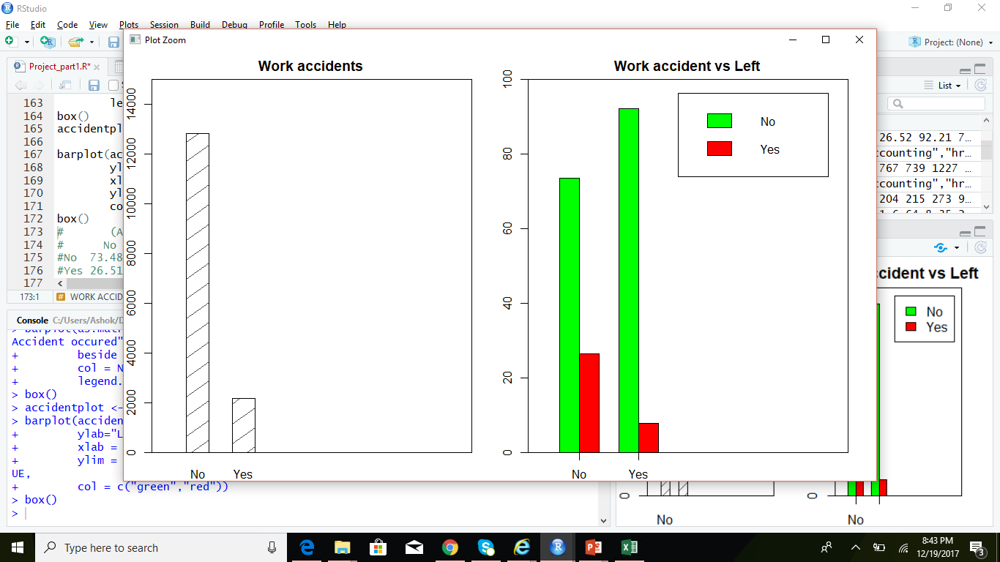 RStudio
File Edit Code View Plots Session Build Debug Profile Tools Help
Project: (None)
Plot Zoom
Project_part1.R*
List
163 le
164 box()
165 accidentpl
166
167 barplot(ac
168 yl
169 xl
170 yl
171 co
172 box()
173 # (A
174 # No
175 #No 73.48
176 #Yes 26.51
177
173:1 # WORK ACCID
Console C:/Users/Ashok/D
Accident occured"
+ beside
+ col = N
+ legend.
> box()
> accidentplot <-
> barplot(acciden
+ ylab="L
+ xlab =
+ ylim =
UE,
+ col = c("green","red"))
> box()
>
Work accidents
14000
12000
10000
8000
6000
4000
2000
0
No Yes
Work accident vs Left
100
80
60
40
20
0
No
Yes
No Yes
26.52 92.21 7…
counting","hr…
767 739 1227 …
ccounting","hr…
204 215 273 9…
ccident vs Left
No
Yes
0
No
0
No
Type here to search
8:43 PM
12/19/2017
3